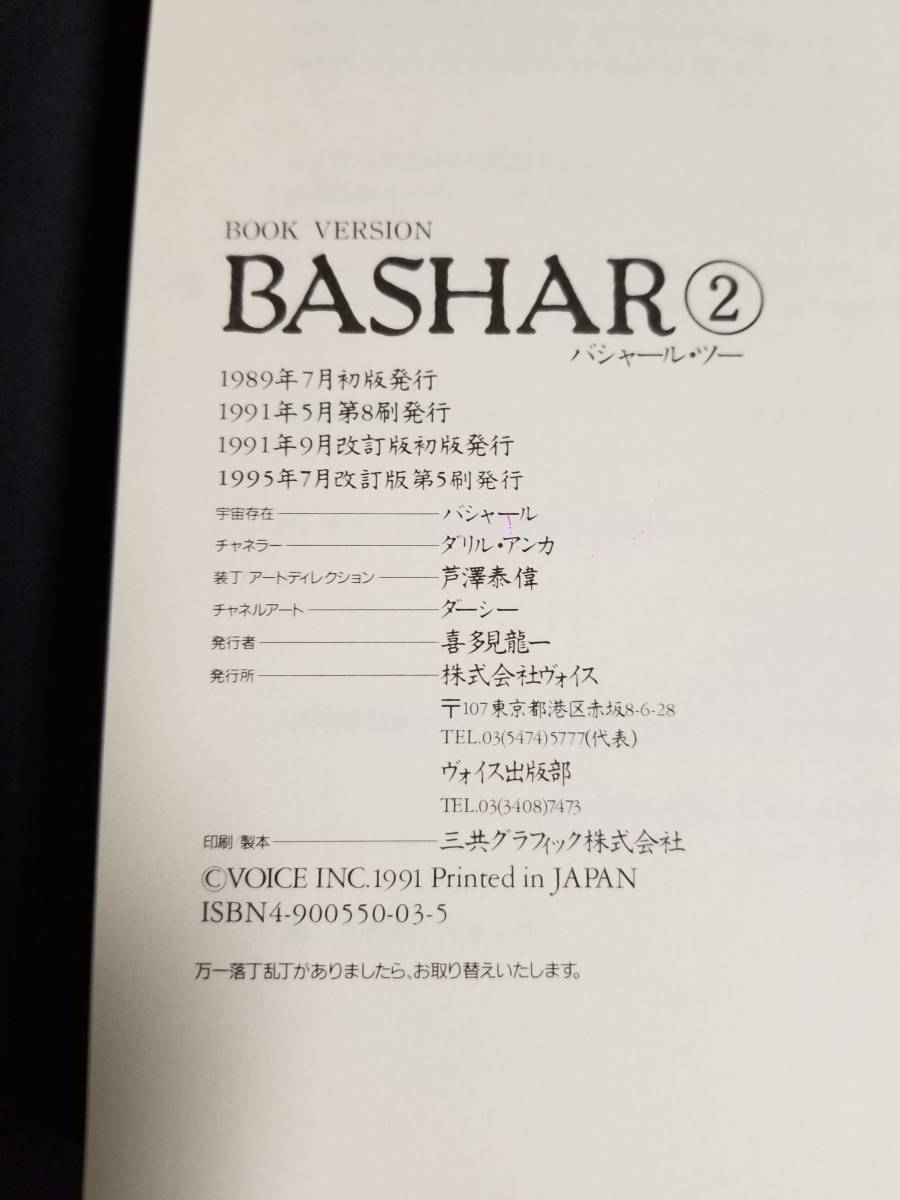 BOOK VERSION
BASHAR②
バシャール・ツー
1989年7月初版発行
1991年5月第8刷発行
1991年9月改訂版初版発行
1995年7月改訂版第5刷発行
宇宙存在―バシャール
チャネラー―ダリル・アンカ
装丁/アートディレクション―芦澤泰偉
チャネルアート―ダーシー
発行者―喜多見龍一
発行所―株式会社ヴォイス
〒107東京都港区赤坂8-6-28
TEL.03(5474)5777(代表)
ヴォイス出版部
TEL.03(3408)7473
印刷/製本―三共グラフィック株式会社
©VOICE INC.1991 Printed in JAPAN
ISBN4-900550-03-5
万一落丁乱丁がありましたら、お取り替えいたします。